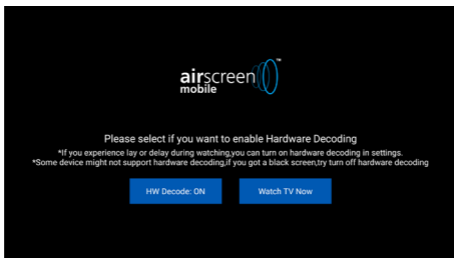 airscreen
mobile
TM
Please select if you want to enable Hardware Decoding
*If you experience lay or delay during watching,you can turn on hardware decoding in settings.
*Some device might not support hardware decoding,if you got a black screen,try turn off hardware decoding
HW Decode: ON
Watch TV Now